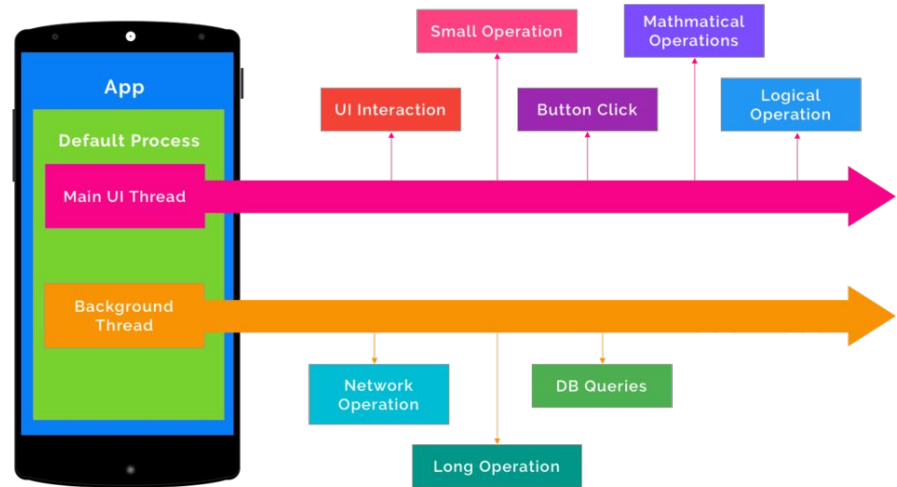 App
Default Process
Main UI Thread
Background
Thread
Small Operation
Mathmatical
Operations
UI Interaction
Button Click
Logical
Operation
Network
Operation
DB Queries
Long Operation